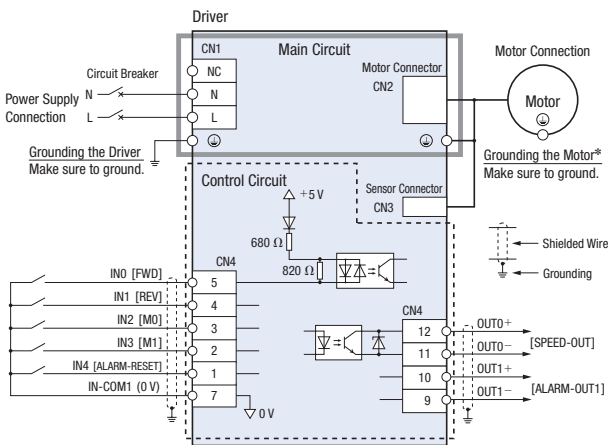 Driver
CN1
Main Circuit
NC
Motor Connector
CN2
Motor Connection
Circuit Breaker
Power Supply
Connection
N
N
L
L
Motor
Grounding the Driver
Make sure to ground.
Grounding the Motor*
Make sure to ground.
Control Circuit
Sensor Connector
CN3
+5 V
680 Ω
820 Ω
Shielded Wire
Grounding
CN4
IN0 [FWD]
5
IN1 [REV]
4
IN2 [M0]
3
IN3 [M1]
2
IN4 [ALARM-RESET]
1
IN-COM1 (0 V)
7
0 V
CN4
12
OUT0+
11
OUT0−
[SPEED-OUT]
10
OUT1+
9
OUT1−
[ALARM-OUT1]